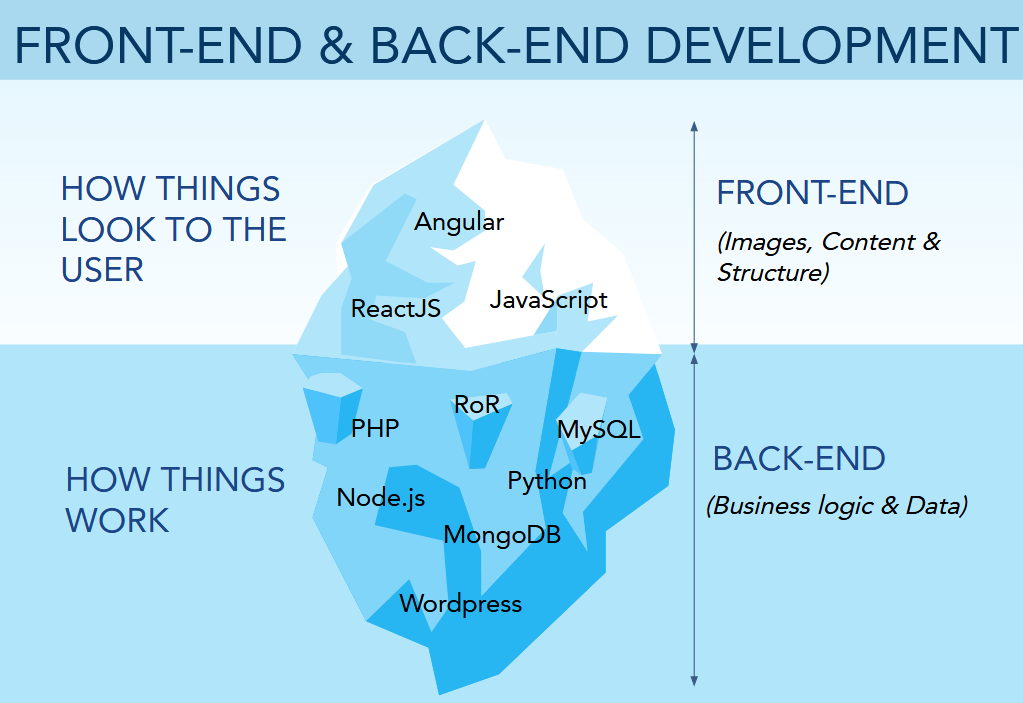 FRONT-END & BACK-END DEVELOPMENT
HOW THINGS
LOOK TO THE
USER
Angular
ReactJS
JavaScript
FRONT-END
(Images, Content &
Structure)
HOW THINGS
WORK
PHP
RoR
MySQL
Python
Node.js
MongoDB
Wordpress
BACK-END
(Business logic & Data)